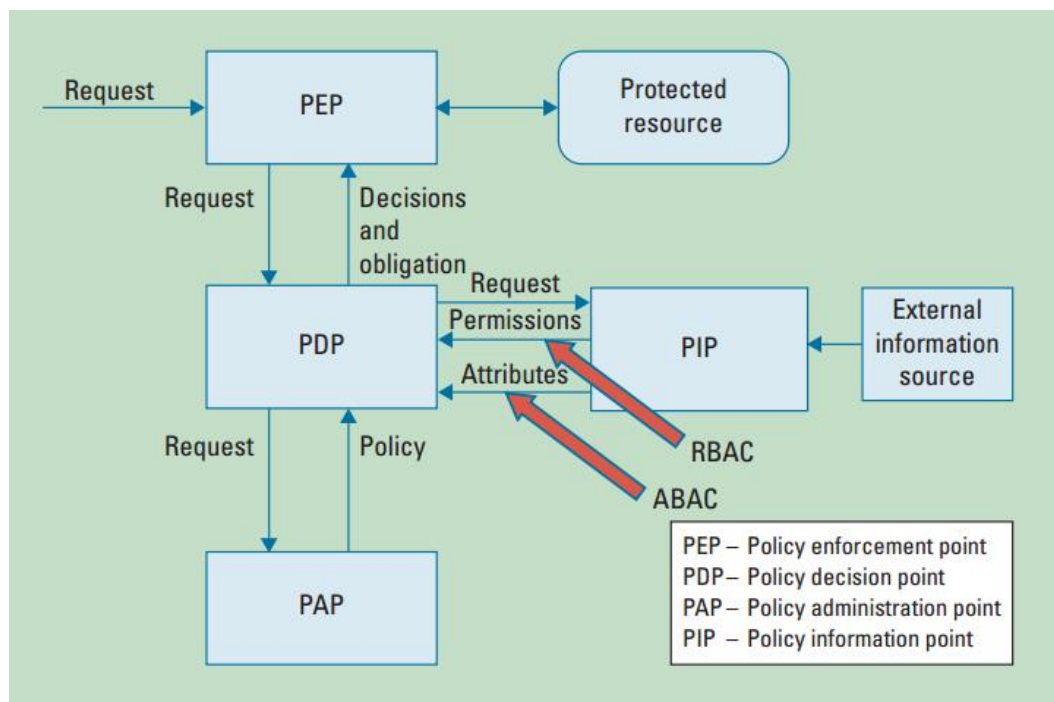 Request
PEP
Protected
resource
Request
Decisions
and
obligation
Request
Permissions
Attributes
PDP
PIP
External
information
source
Request
Policy
RBAC
ABAC
PAP
PEP – Policy enforcement point
PDP – Policy decision point
PAP – Policy administration point
PIP – Policy information point